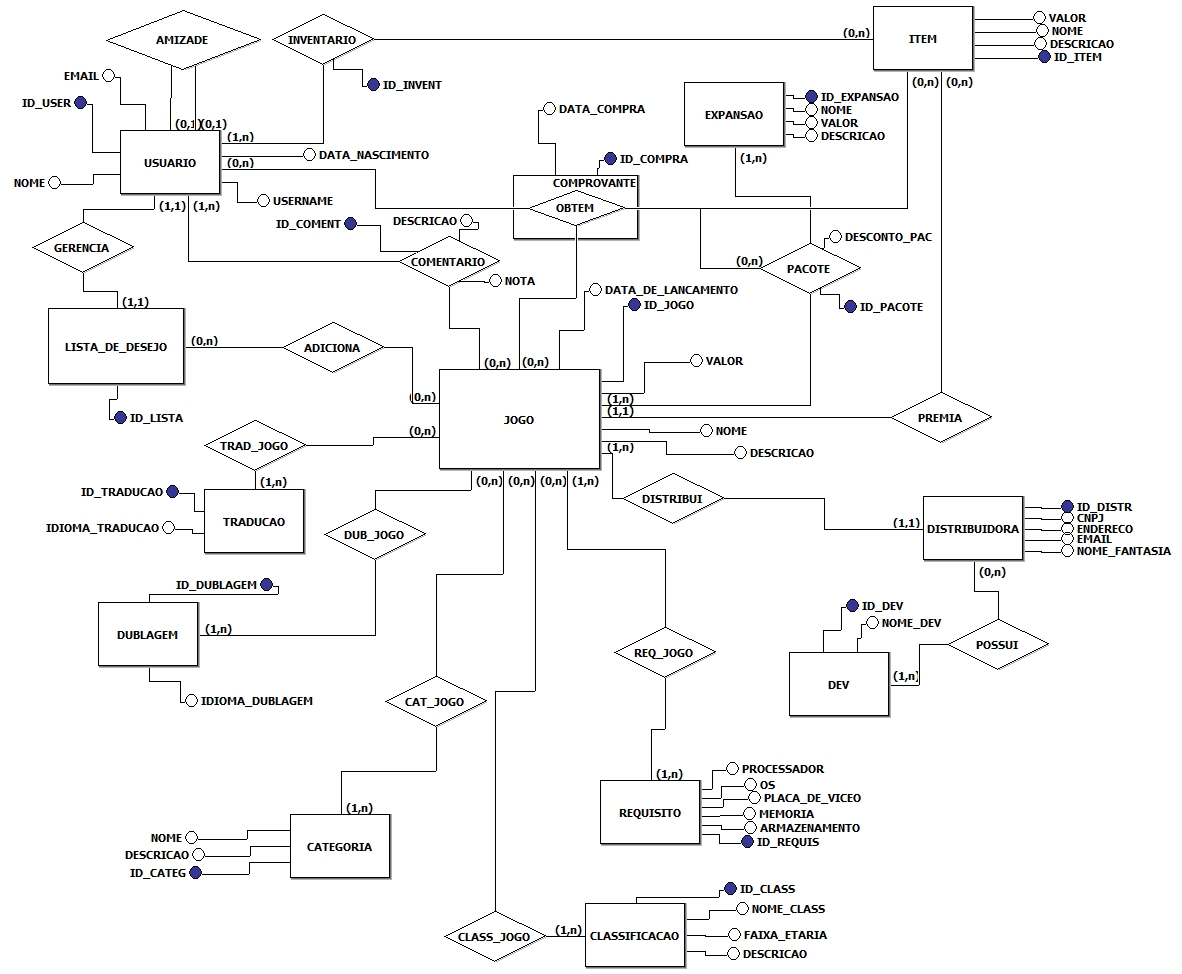 AMIZADE
INVENTARIO
(0,n)
ITEM
VALOR
NOME
DESCRICAO
ID_ITEM
EMAIL
ID_USER
ID_INVENT
(0,n)
(0,n)
EXPANSAO
ID_EXPANSAO
NOME
VALOR
DESCRICAO
DATA_COMPRA
(0,1)
(0,1)
(1,n)
USUARIO
DATA_NASCIMENTO
(0,n)
NOME
USERNAME
ID_COMPRA
(1,n)
COMPROVANTE
OBTEM
(1,1)
(1,n)
ID_COMENT
DESCRICAO
DESCONTO_PAC
GERENCIA
COMENTARIO
NOTA
(0,n)
PACOTE
ID_PACOTE
DATA_DE_LANCAMENTO
ID_JOGO
(1,1)
LISTA_DE_DESEJO
(0,n)
ADICIONA
(0,n)
(0,n)
VALOR
(0,n)
(1,n)
(1,1)
JOGO
PREMIA
ID_LISTA
NOME
DESCRICAO
(0,n)
(1,n)
TRAD_JOGO
(1,n)
(0,n)
(0,n)
(0,n)
(1,n)
ID_TRADUCAO
IDIOMA_TRADUCAO
TRADUCAO
DISTRIBUI
(1,1)
DISTRIBUIDORA
ID_DISTR
CNPJ
ENDERECO
EMAIL
NOME_FANTASIA
DUB_JOGO
(0,n)
ID_DUBLAGEM
DUBLAGEM
(1,n)
IDIOMA_DUBLAGEM
ID_DEV
NOME_DEV
POSSUI
(1,n)
DEV
REQ_JOGO
CAT_JOGO
(1,n)
REQUISITO
PROCESSADOR
OS
PLACA_DE_VICEO
MEMORIA
ARMAZENAMENTO
ID_REQUIS
(1,n)
CATEGORIA
NOME
DESCRICAO
ID_CATEG
CLASS_JOGO
(1,n)
CLASSIFICACAO
ID_CLASS
NOME_CLASS
FAIXA_ETARIA
DESCRICAO